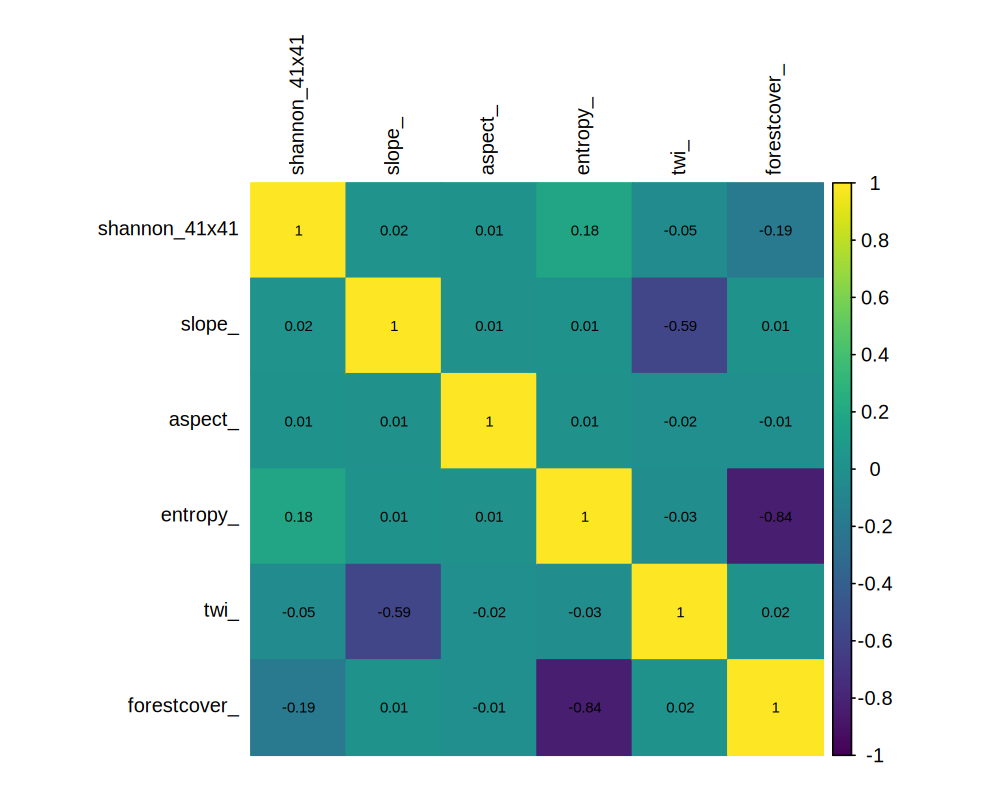 shannon_41x41 slope_ aspect_ entropy_ twi_ forestcover_
shannon_41x41 1 0.02 0.01 0.18 -0.05 -0.19
slope_ 0.02 1 0.01 0.01 -0.59 0.01
aspect_ 0.01 0.01 1 0.01 -0.02 -0.01
entropy_ 0.18 0.01 0.01 1 -0.03 -0.84
twi_ -0.05 -0.59 -0.02 -0.03 1 0.02
forestcover_ -0.19 0.01 -0.01 -0.84 0.02 1
1
0.8
0.6
0.4
0.2
0
-0.2
-0.4
-0.6
-0.8
-1